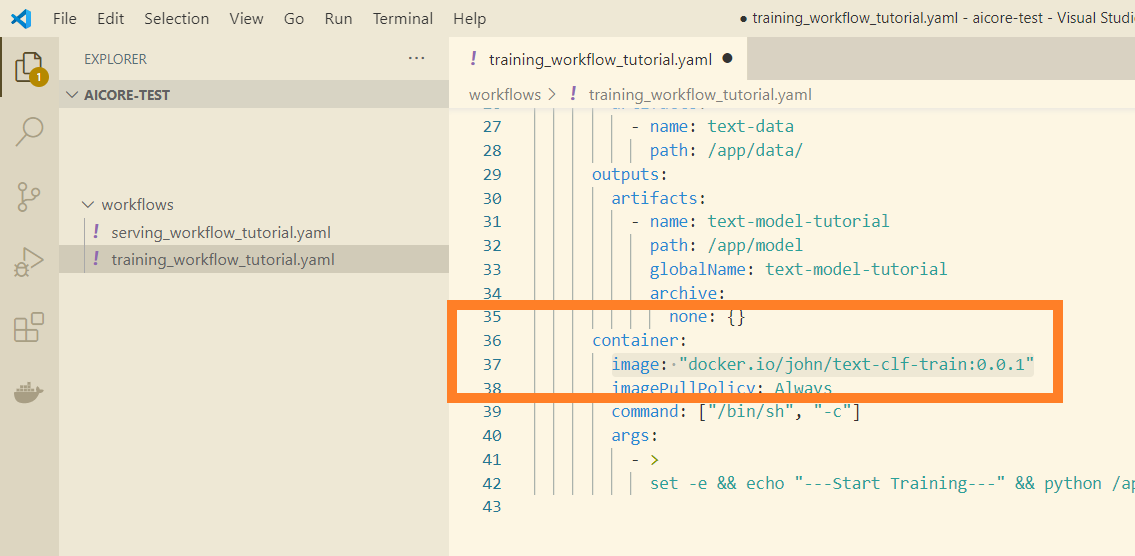 File Edit Selection View Go Run Terminal Help ● training_workflow_tutorial.yaml - aicore-test - Visual Studi
EXPLORER ···
1
AICORE-TEST
workflows
! serving_workflow_tutorial.yaml
! training_workflow_tutorial.yaml
! training_workflow_tutorial.yaml ●
workflows > ! training_workflow_tutorial.yaml
27 - name: text-data
28 path: /app/data/
29 outputs:
30 artifacts:
31 - name: text-model-tutorial
32 path: /app/model
33 globalName: text-model-tutorial
34 archive:
35 none: {}
36 container:
37 image: "docker.io/john/text-clf-train:0.0.1"
38 imagePullPolicy: Always
39 command: ["/bin/sh", "-c"]
40 args:
41 - >
42 set -e && echo "---Start Training---" && python /ap
43